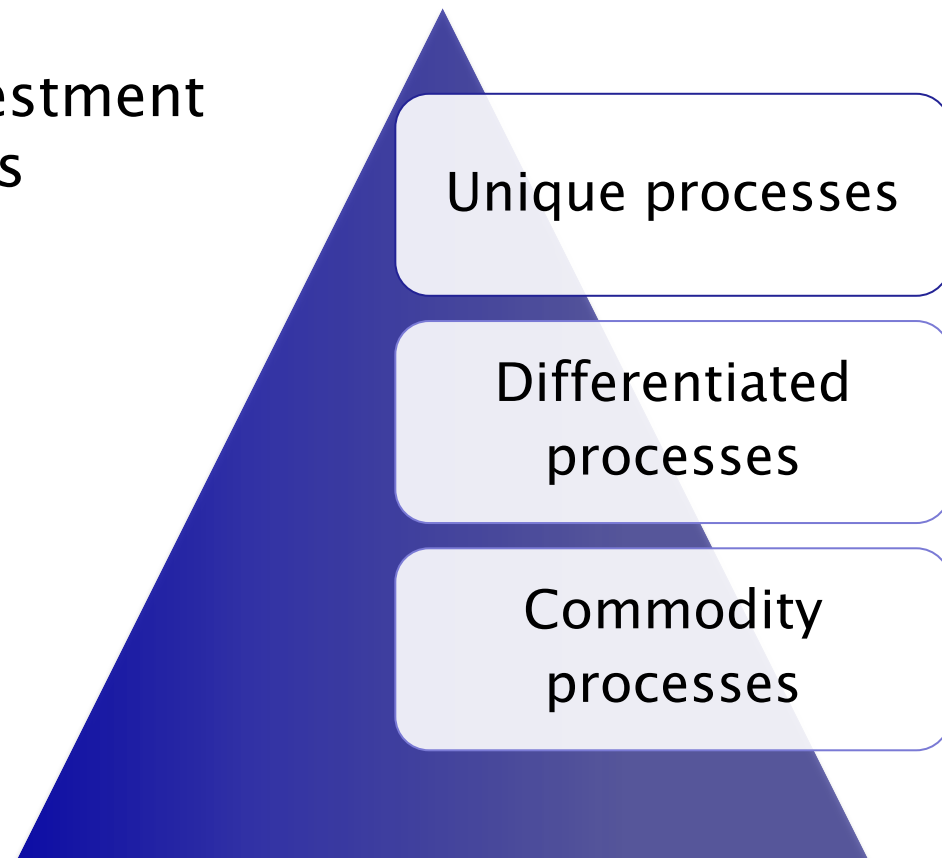 estment
s
Unique processes
Differentiated
processes
Commodity
processes